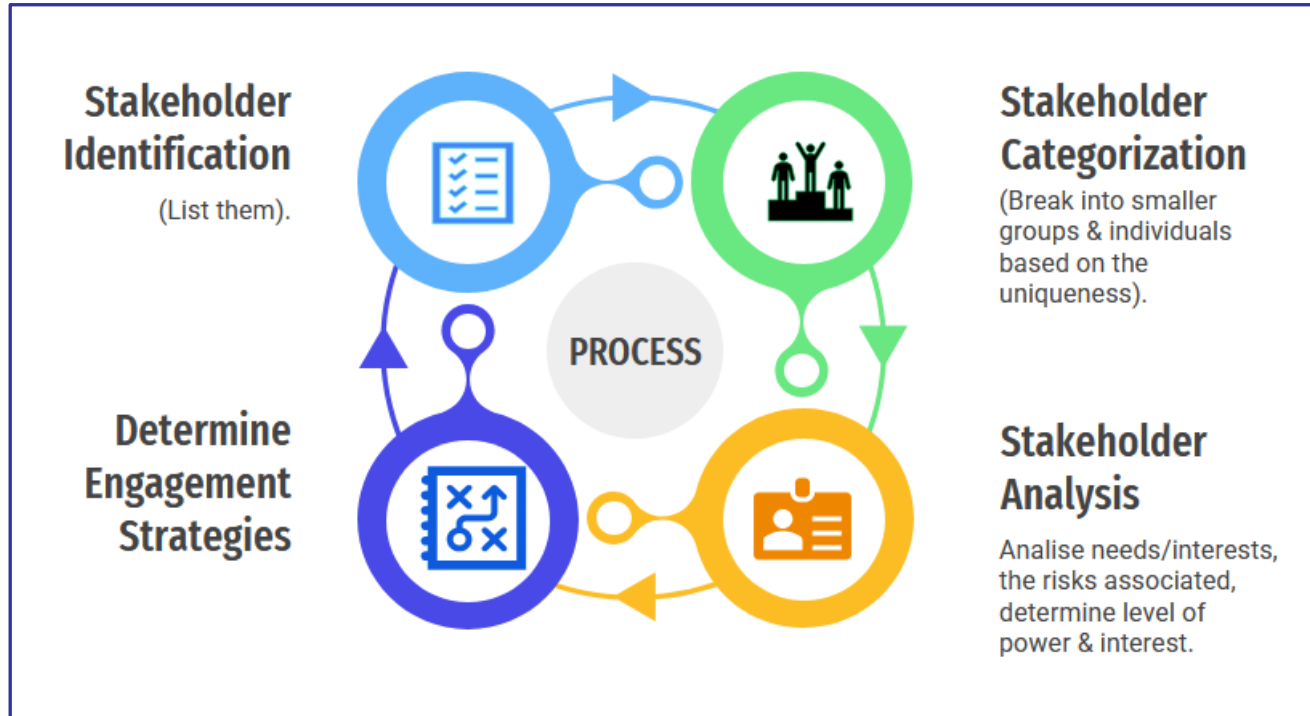 Stakeholder
Identification
(List them).
Stakeholder
Categorization
(Break into smaller
groups & individuals
based on the
uniqueness).
PROCESS
Determine
Engagement
Strategies
Stakeholder
Analysis
Analise needs/interests,
the risks associated,
determine level of
power & interest.